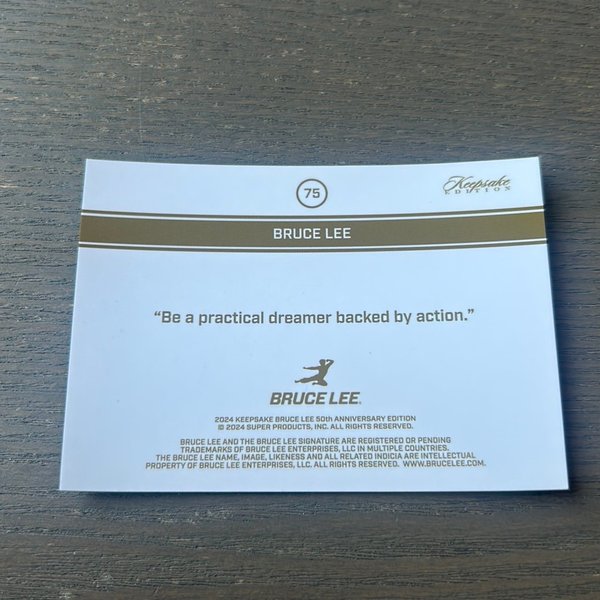 75
Keepsake
EDITION
BRUCE LEE
“Be a practical dreamer backed by action.”
BRUCE LEE.
2024 KEEPSAKE BRUCE LEE 50th ANNIVERSARY EDITION
© 2024 SUPER PRODUCTS, INC. ALL RIGHTS RESERVED.
BRUCE LEE AND THE BRUCE LEE SIGNATURE ARE REGISTERED OR PENDING
TRADEMARKS OF BRUCE LEE ENTERPRISES, LLC IN MULTIPLE COUNTRIES.
THE BRUCE LEE NAME, IMAGE, LIKENESS AND ALL RELATED INDICIA ARE INTELLECTUAL
PROPERTY OF BRUCE LEE ENTERPRISES, LLC. ALL RIGHTS RESERVED. WWW.BRUCELEE.COM.